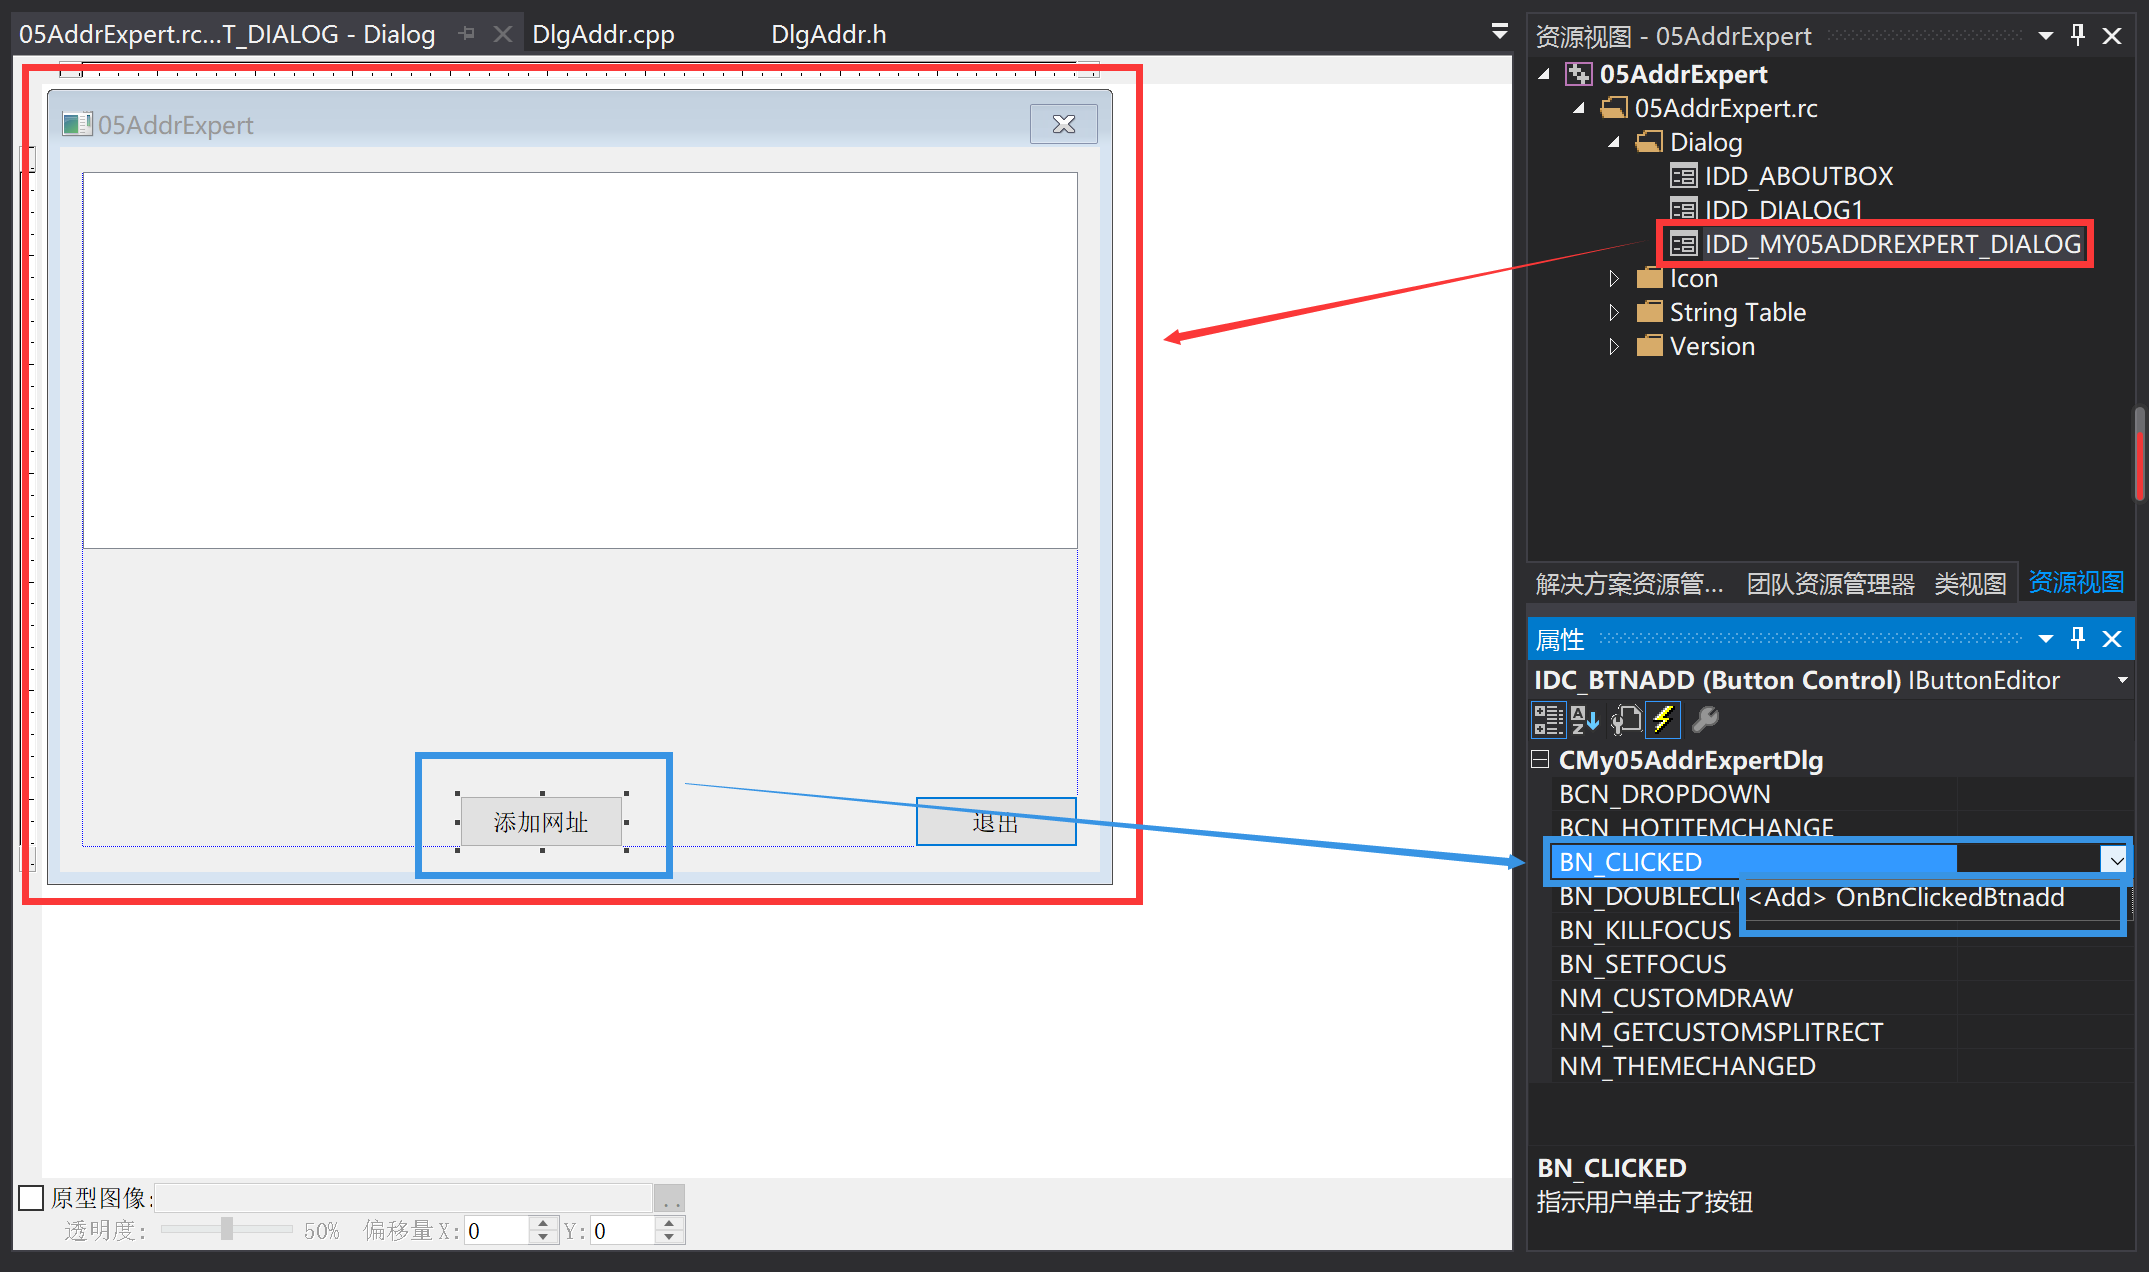 05AddrExpert.rc...T_DIALOG - Dialog
DlgAddr.cpp
DlgAddr.h
05AddrExpert
添加网址
退出
原型图像:
..
透明度:
50%
偏移量 X:
0
Y:
0
资源视图 - 05AddrExpert
05AddrExpert
05AddrExpert.rc
Dialog
IDD_ABOUTBOX
IDD_DIALOG1
IDD_MY05ADDREXPERT_DIALOG
Icon
String Table
Version
解决方案资源管...
团队资源管理器
类视图
资源视图
属性
IDC_BTNADD (Button Control) IButtonEditor
CMy05AddrExpertDlg
BCN_DROPDOWN
BCN_HOTITEMCHANGE
BN_CLICKED
BN_DOUBLECLIC
<Add> OnBnClickedBtnadd
BN_KILLFOCUS
BN_SETFOCUS
NM_CUSTOMDRAW
NM_GETCUSTOMSPLITRECT
NM_THEMECHANGED
BN_CLICKED
指示用户单击了按钮